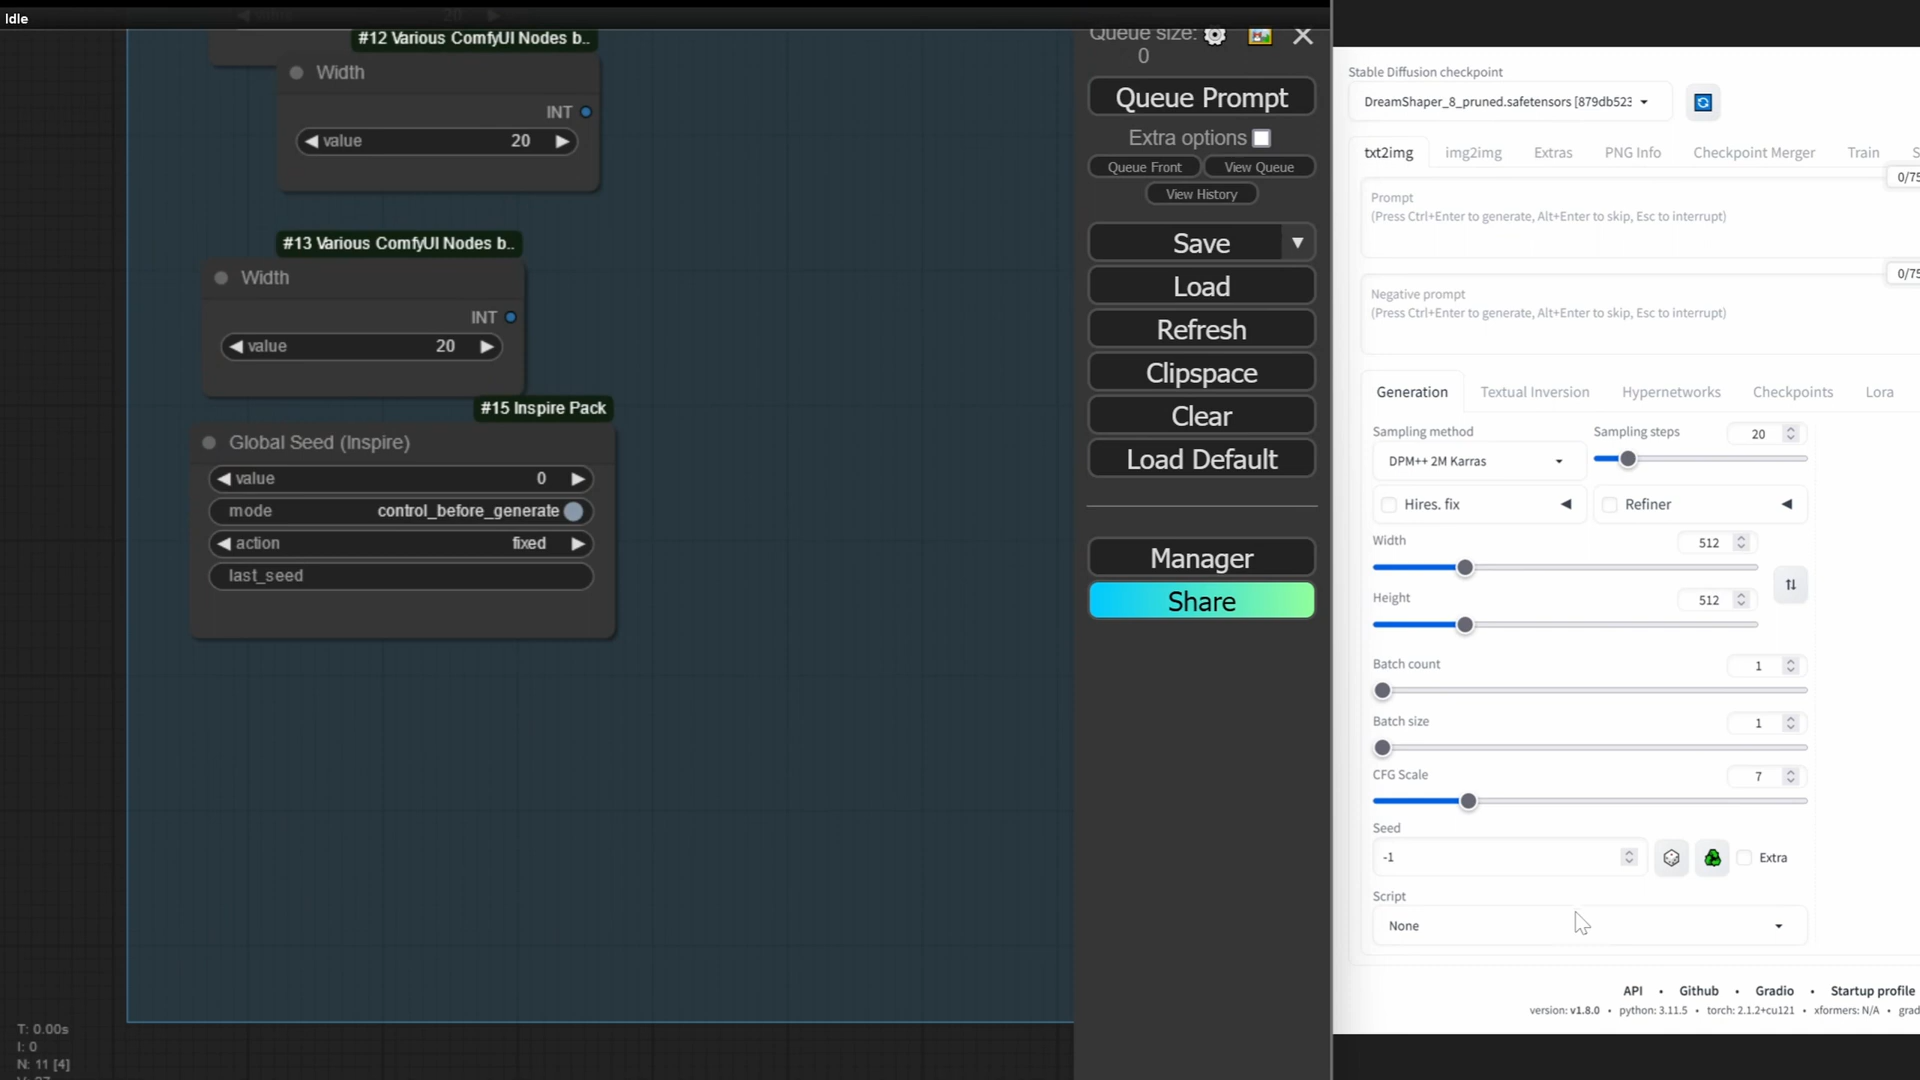 Idle
#12 Various ComfyUI Nodes b..
Width
INT
value 20
#13 Various ComfyUI Nodes b..
Width
INT
value 20
#15 Inspire Pack
Global Seed (Inspire)
value 0
mode control_before_generate
action fixed
last_seed
T: 0.00s
I: 0
N: 11 [4]
Queue size:
0
Queue Prompt
Extra options
Queue Front View Queue
View History
Save
Load
Refresh
Clipspace
Clear
Load Default
Manager
Share
Stable Diffusion checkpoint
DreamShaper_8_pruned.safetensors [879db523
txt2img img2img Extras PNG Info Checkpoint Merger Train S
0/75
Prompt
(Press Ctrl+Enter to generate, Alt+Enter to skip, Esc to interrupt)
0/75
Negative prompt
(Press Ctrl+Enter to generate, Alt+Enter to skip, Esc to interrupt)
Generation Textual Inversion Hypernetworks Checkpoints Lora
Sampling method Sampling steps 20
DPM++ 2M Karras
Hires. fix Refiner
Width 512
Height 512
Batch count 1
Batch size 1
CFG Scale 7
Seed
-1 Extra
Script
None
API • Github • Gradio • Startup profile
version: v1.8.0 • python: 3.11.5 • torch: 2.1.2+cu121 • xformers: N/A • grad